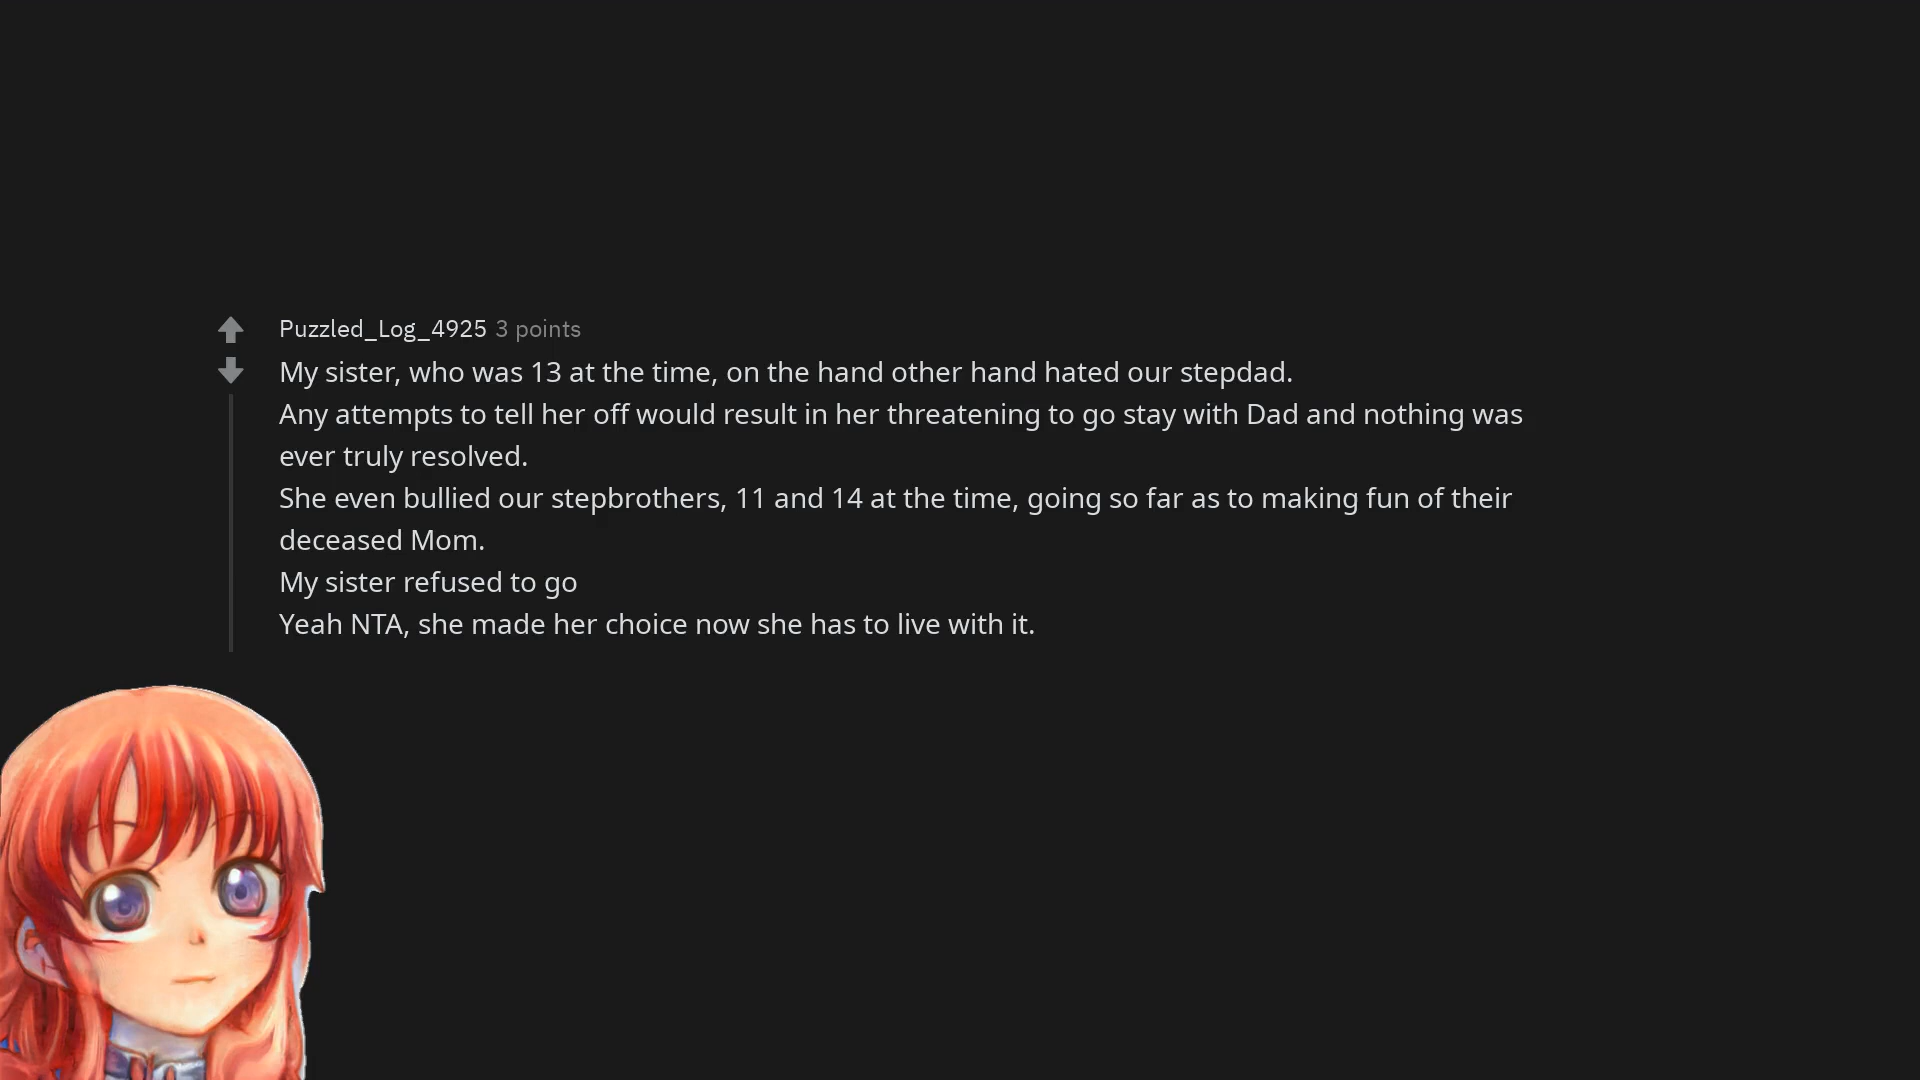 Puzzled_Log_4925 3 points
My sister, who was 13 at the time, on the hand other hand hated our stepdad.
Any attempts to tell her off would result in her threatening to go stay with Dad and nothing was
ever truly resolved.
She even bullied our stepbrothers, 11 and 14 at the time, going so far as to making fun of their
deceased Mom.
My sister refused to go
Yeah NTA, she made her choice now she has to live with it.